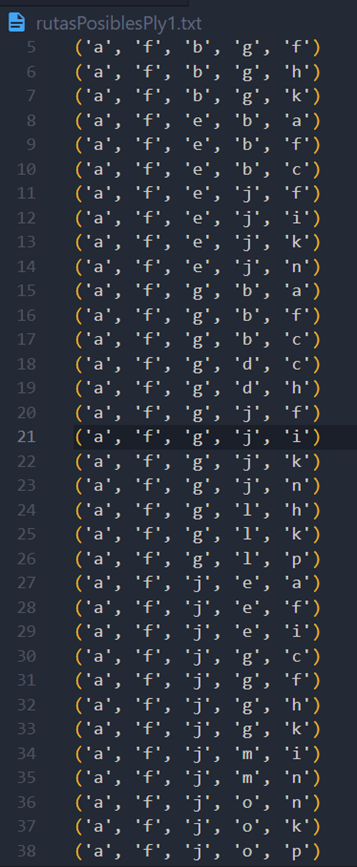 rutasPosiblesPly1.txt
5 ('a', 'f', 'b', 'g', 'f')
6 ('a', 'f', 'b', 'g', 'h')
7 ('a', 'f', 'b', 'g', 'k')
8 ('a', 'f', 'e', 'b', 'a')
9 ('a', 'f', 'e', 'b', 'f')
10 ('a', 'f', 'e', 'b', 'c')
11 ('a', 'f', 'e', 'j', 'f')
12 ('a', 'f', 'e', 'j', 'i')
13 ('a', 'f', 'e', 'j', 'k')
14 ('a', 'f', 'e', 'j', 'n')
15 ('a', 'f', 'g', 'b', 'a')
16 ('a', 'f', 'g', 'b', 'f')
17 ('a', 'f', 'g', 'b', 'c')
18 ('a', 'f', 'g', 'd', 'c')
19 ('a', 'f', 'g', 'd', 'h')
20 ('a', 'f', 'g', 'j', 'f')
21 ('a', 'f', 'g', 'j', 'i')
22 ('a', 'f', 'g', 'j', 'k')
23 ('a', 'f', 'g', 'j', 'n')
24 ('a', 'f', 'g', 'l', 'h')
25 ('a', 'f', 'g', 'l', 'k')
26 ('a', 'f', 'g', 'l', 'p')
27 ('a', 'f', 'j', 'e', 'a')
28 ('a', 'f', 'j', 'e', 'f')
29 ('a', 'f', 'j', 'e', 'i')
30 ('a', 'f', 'j', 'g', 'c')
31 ('a', 'f', 'j', 'g', 'f')
32 ('a', 'f', 'j', 'g', 'h')
33 ('a', 'f', 'j', 'g', 'k')
34 ('a', 'f', 'j', 'm', 'i')
35 ('a', 'f', 'j', 'm', 'n')
36 ('a', 'f', 'j', 'o', 'n')
37 ('a', 'f', 'j', 'o', 'k')
38 ('a', 'f', 'j', 'o', 'p')